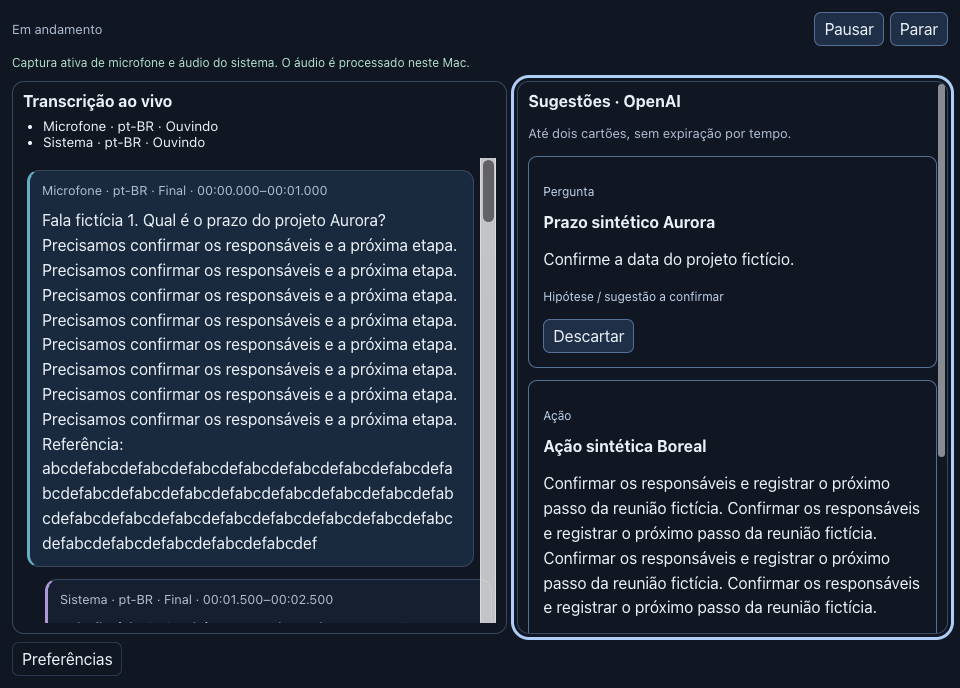 Em andamento
Pausar
Parar
Captura ativa de microfone e áudio do sistema. O áudio é processado neste Mac.
Transcrição ao vivo
• Microfone · pt-BR · Ouvindo
• Sistema · pt-BR · Ouvindo
Microfone · pt-BR · Final · 00:00.000–00:01.000
Fala fictícia 1. Qual é o prazo do projeto Aurora?
Precisamos confirmar os responsáveis e a próxima etapa.
Precisamos confirmar os responsáveis e a próxima etapa.
Precisamos confirmar os responsáveis e a próxima etapa.
Precisamos confirmar os responsáveis e a próxima etapa.
Precisamos confirmar os responsáveis e a próxima etapa.
Precisamos confirmar os responsáveis e a próxima etapa.
Precisamos confirmar os responsáveis e a próxima etapa.
Precisamos confirmar os responsáveis e a próxima etapa.
Referência:
abcdefabcdefabcdefabcdefabcdefabcdefabcdefabcdefa
bcdefabcdefabcdefabcdefabcdefabcdefabcdefabcdefab
cdefabcdefabcdefabcdefabcdefabcdefabcdefabcdefabc
defabcdefabcdefabcdefabcdefabcdef
Sistema · pt-BR · Final · 00:01.500–00:02.500
Sugestões · OpenAI
Até dois cartões, sem expiração por tempo.
Pergunta
Prazo sintético Aurora
Confirme a data do projeto fictício.
Hipótese / sugestão a confirmar
Descartar
Ação
Ação sintética Boreal
Confirmar os responsáveis e registrar o próximo
passo da reunião fictícia. Confirmar os responsáveis
e registrar o próximo passo da reunião fictícia.
Confirmar os responsáveis e registrar o próximo
passo da reunião fictícia. Confirmar os responsáveis
e registrar o próximo passo da reunião fictícia.
Preferências